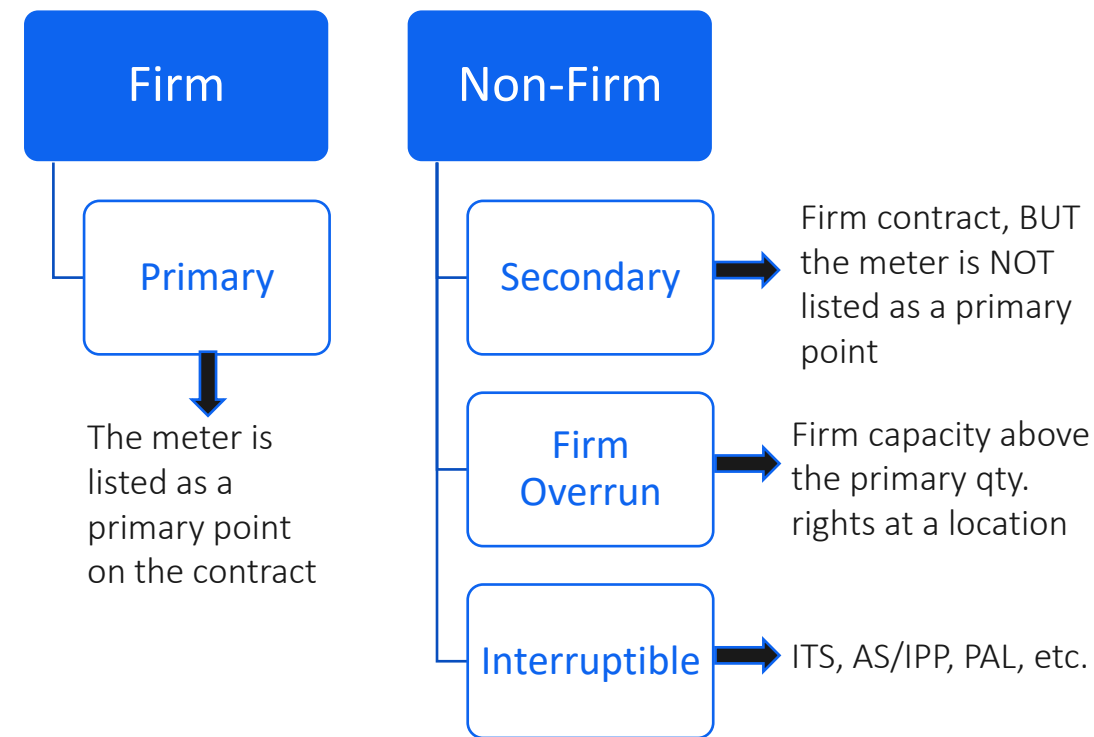 Firm
Primary
The meter is
listed as a
primary point
on the contract
Non-Firm
Secondary
Firm contract, BUT
the meter is NOT
listed as a primary
point
Firm
Overrun
Firm capacity above
the primary qty.
rights at a location
Interruptible
ITS, AS/IPP, PAL, etc.